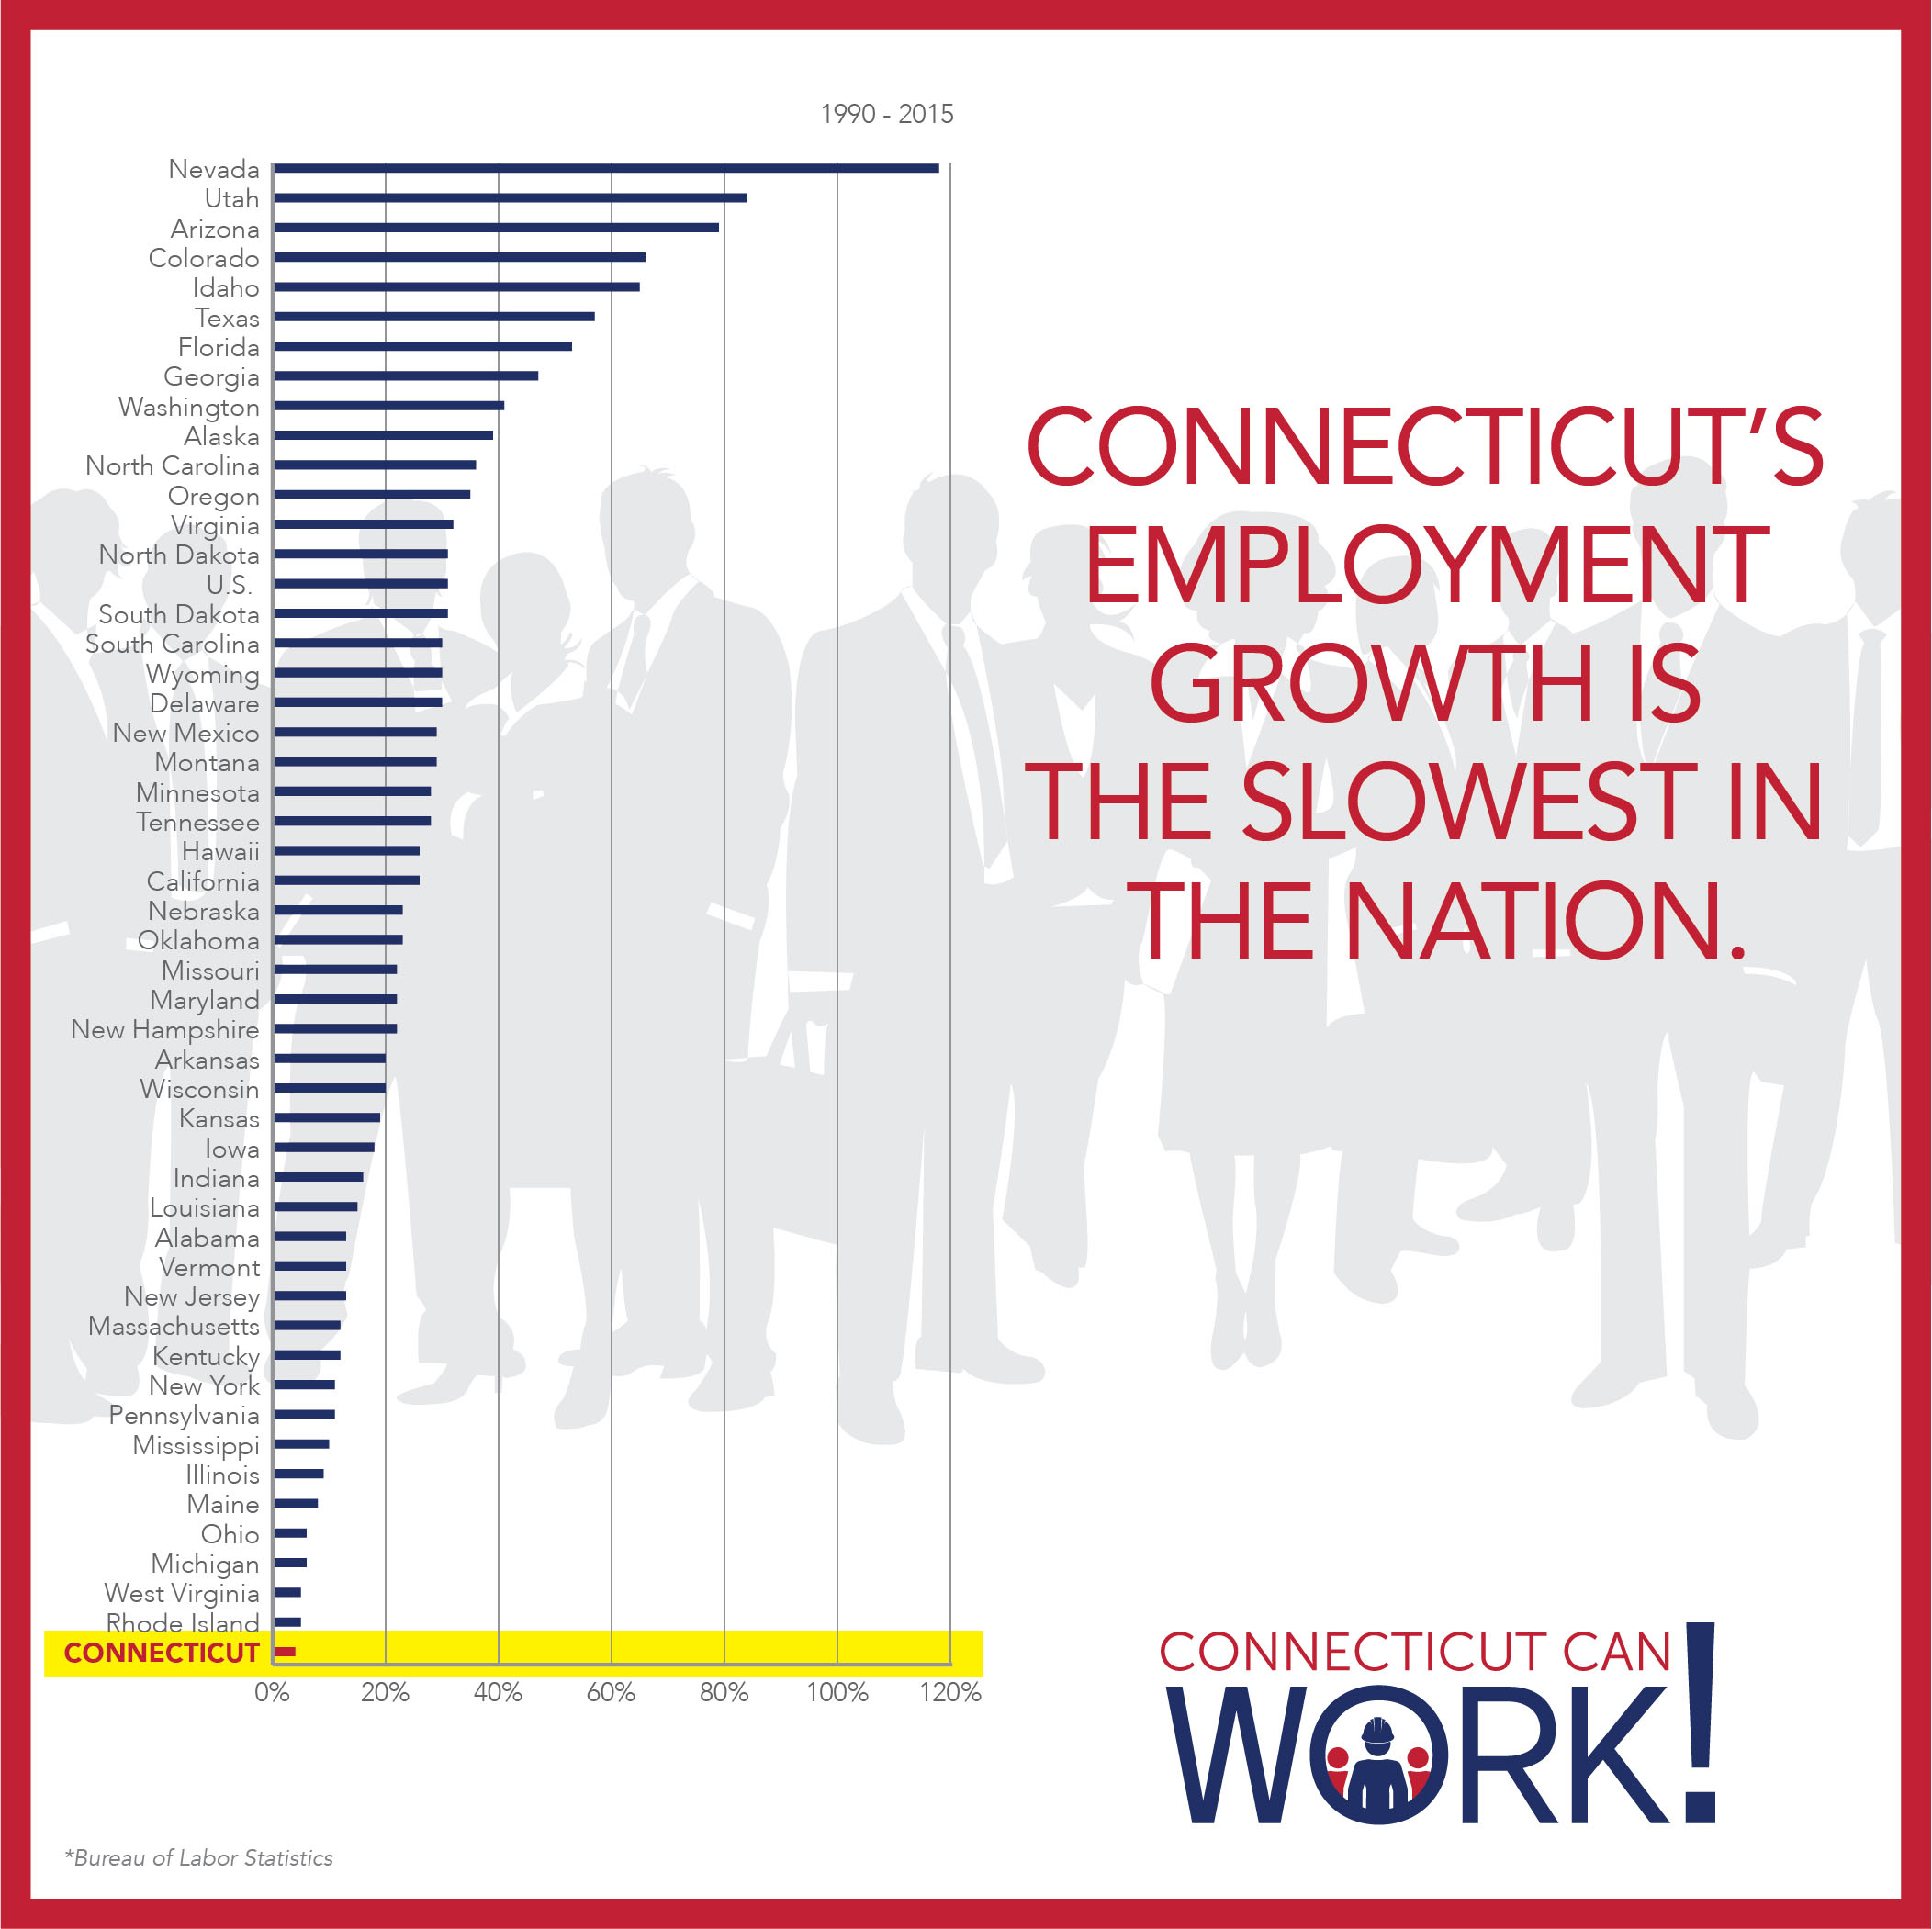 1990 - 2015
Nevada
Utah
Arizona
Colorado
Idaho
Texas
Florida
Georgia
Washington
Alaska
North Carolina
Oregon
Virginia
North Dakota
U.S.
South Dakota
South Carolina
Wyoming
Delaware
New Mexico
Montana
Minnesota
Tennessee
Hawaii
California
Nebraska
Oklahoma
Missouri
Maryland
New Hampshire
Arkansas
Wisconsin
Kansas
Iowa
Indiana
Louisiana
Alabama
Vermont
New Jersey
Massachusetts
Kentucky
New York
Pennsylvania
Mississippi
Illinois
Maine
Ohio
Michigan
West Virginia
Rhode Island
CONNECTICUT
0% 20% 40% 60% 80% 100% 120%
CONNECTICUT'S
EMPLOYMENT
GROWTH IS
THE SLOWEST IN
THE NATION.
CONNECTICUT CAN
WORK!
*Bureau of Labor Statistics